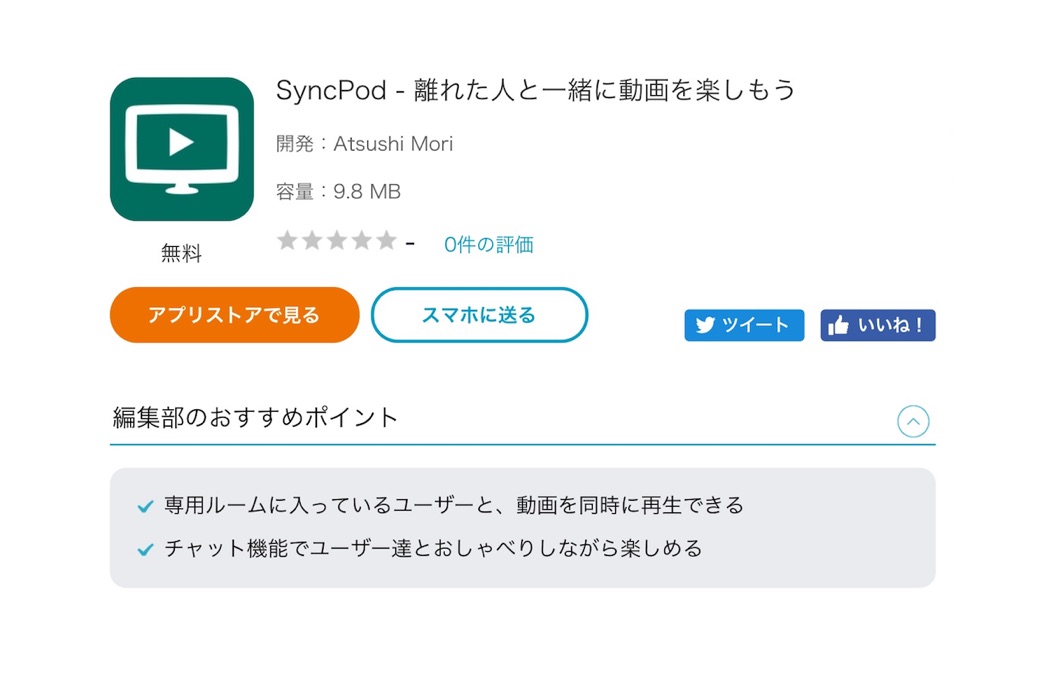 SyncPod - 離れた人と一緒に動画を楽しもう
開発：Atsushi Mori
容量：9.8 MB
- 0件の評価
無料
アプリストアで見る
スマホに送る
ツイート
いいね！
編集部のおすすめポイント
専用ルームに入っているユーザーと、動画を同時に再生できる
チャット機能でユーザー達とおしゃべりしながら楽しめる